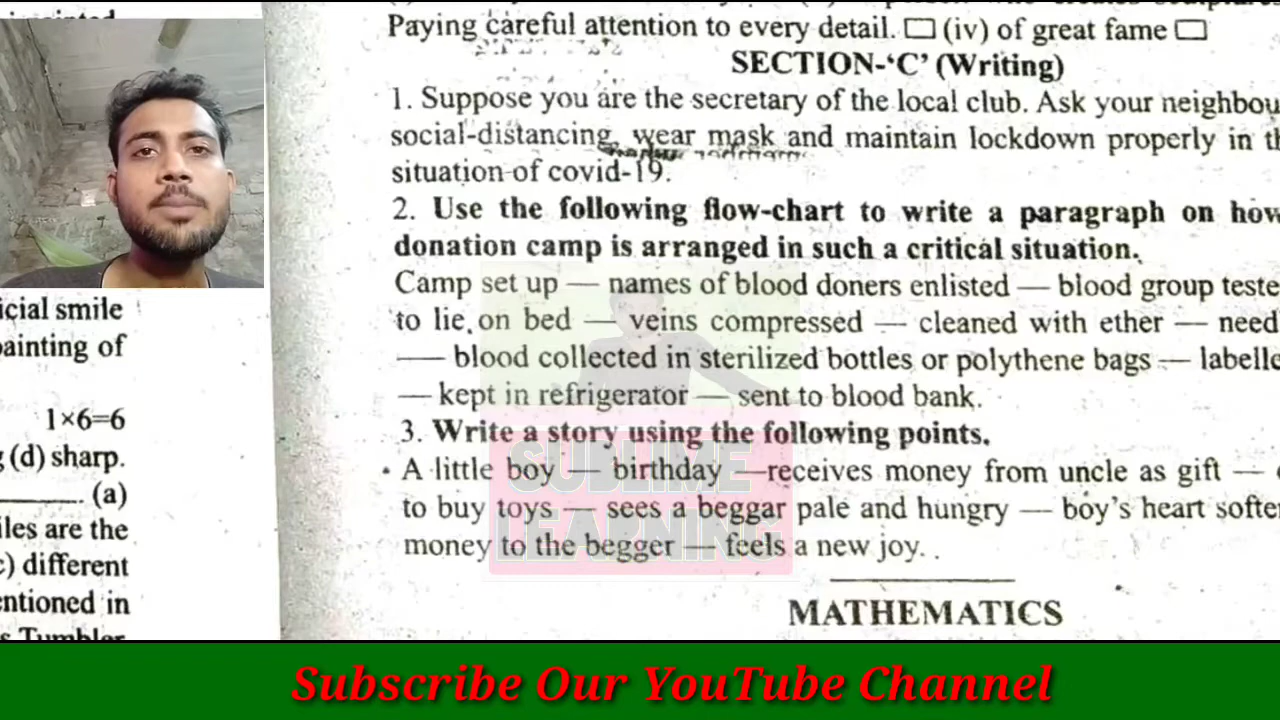 Paying careful attention to every detail. □ (iv) of great fame □
SECTION-‘C’ (Writing)
1. Suppose you are the secretary of the local club. Ask your neighbou
social-distancing, wear mask and maintain lockdown properly in th
situation of covid-19.
2. Use the following flow-chart to write a paragraph on how
donation camp is arranged in such a critical situation.
Camp set up — names of blood doners enlisted — blood group teste
to lie on bed — veins compressed — cleaned with ether — need
— blood collected in sterilized bottles or polythene bags — labelle
— kept in refrigerator — sent to blood bank.
3. Write a story using the following points.
A little boy — birthday —receives money from uncle as gift —
to buy toys — sees a beggar pale and hungry — boy's heart softe
money to the begger — feels a new joy.
MATHEMATICS
icial smile
painting of
1×6=6
(d) sharp.
(a)
iles are the
c) different
entioned in
s Tumbler
SUBLIME
LEARNING
Subscribe Our YouTube Channel